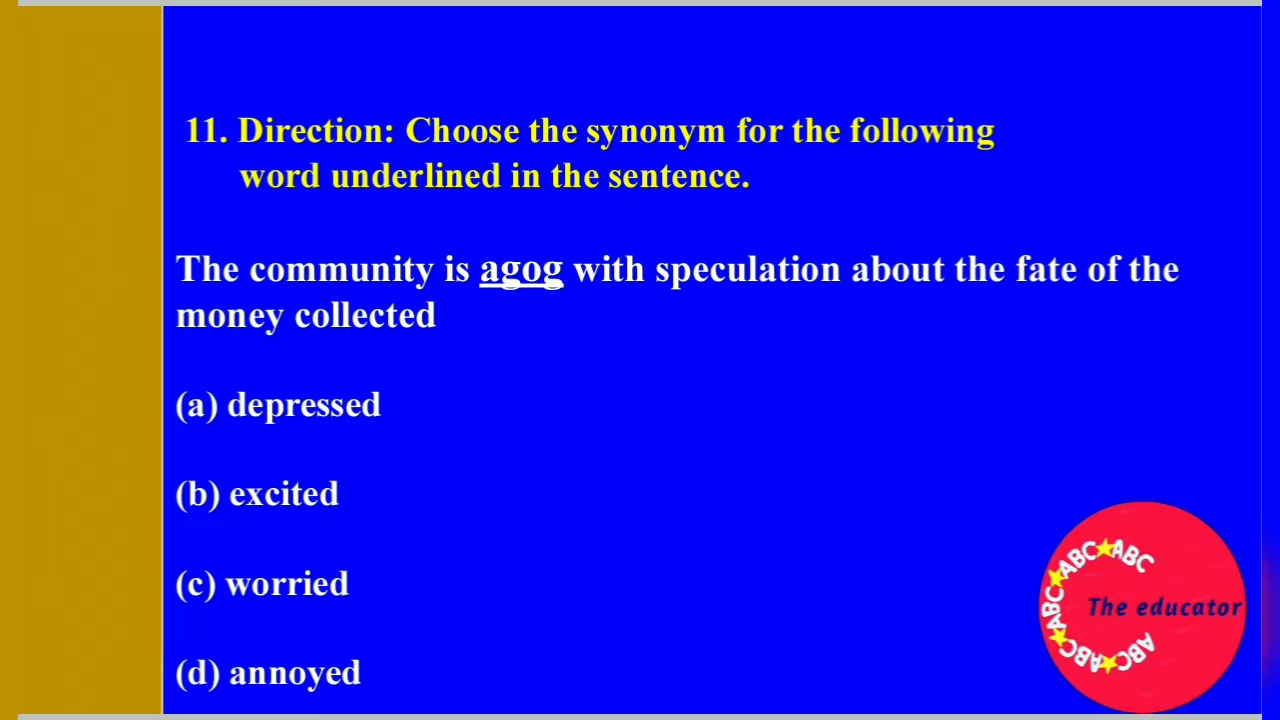 11. Direction: Choose the synonym for the following
word underlined in the sentence.
The community is agog with speculation about the fate of the
money collected
(a) depressed
(b) excited
(c) worried
(d) annoyed
ABC★ABC★ABC★ABC★ABC
The educator